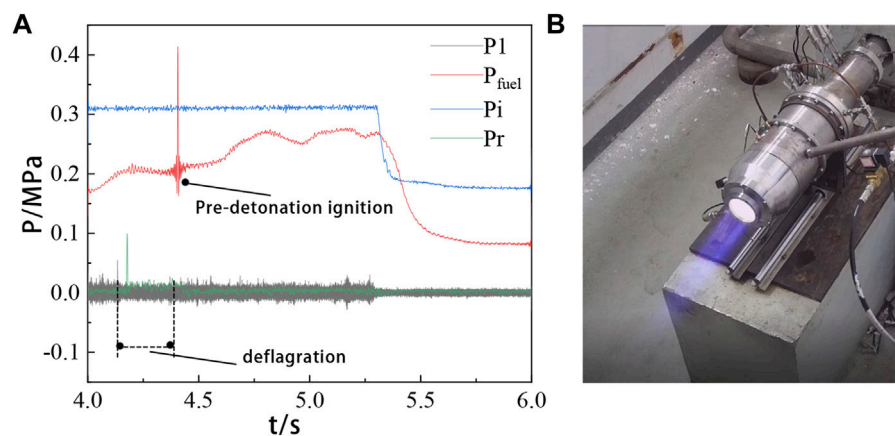 A
B
P/MPa
0.4
0.3
0.2
0.1
0.0
-0.1
P1
P_fuel
Pi
Pr
Pre-detonation ignition
deflagration
4.0 4.5 5.0 5.5 6.0
t/s